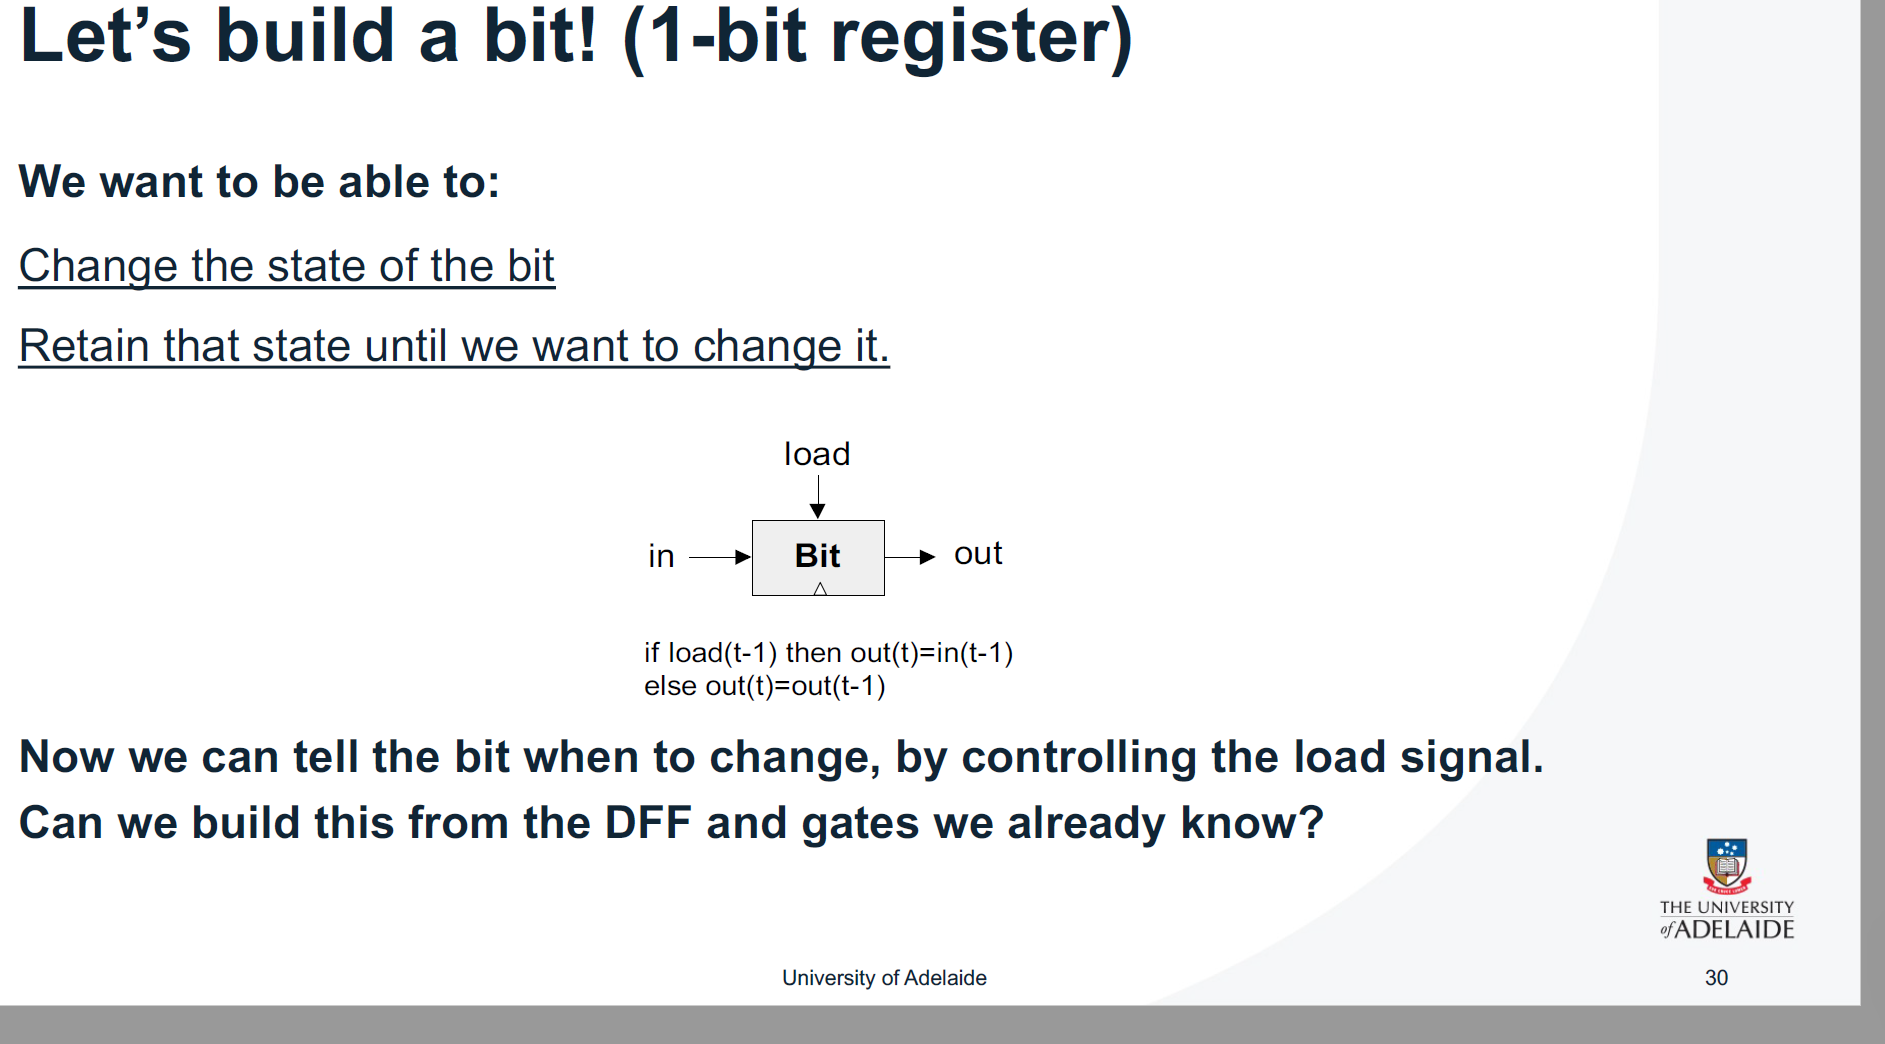 Let’s build a bit! (1-bit register)
We want to be able to:
Change the state of the bit
Retain that state until we want to change it.
load
in
Bit
out
if load(t-1) then out(t)=in(t-1)
else out(t)=out(t-1)
Now we can tell the bit when to change, by controlling the load signal.
Can we build this from the DFF and gates we already know?
THE UNIVERSITY
of ADELAIDE
University of Adelaide
30